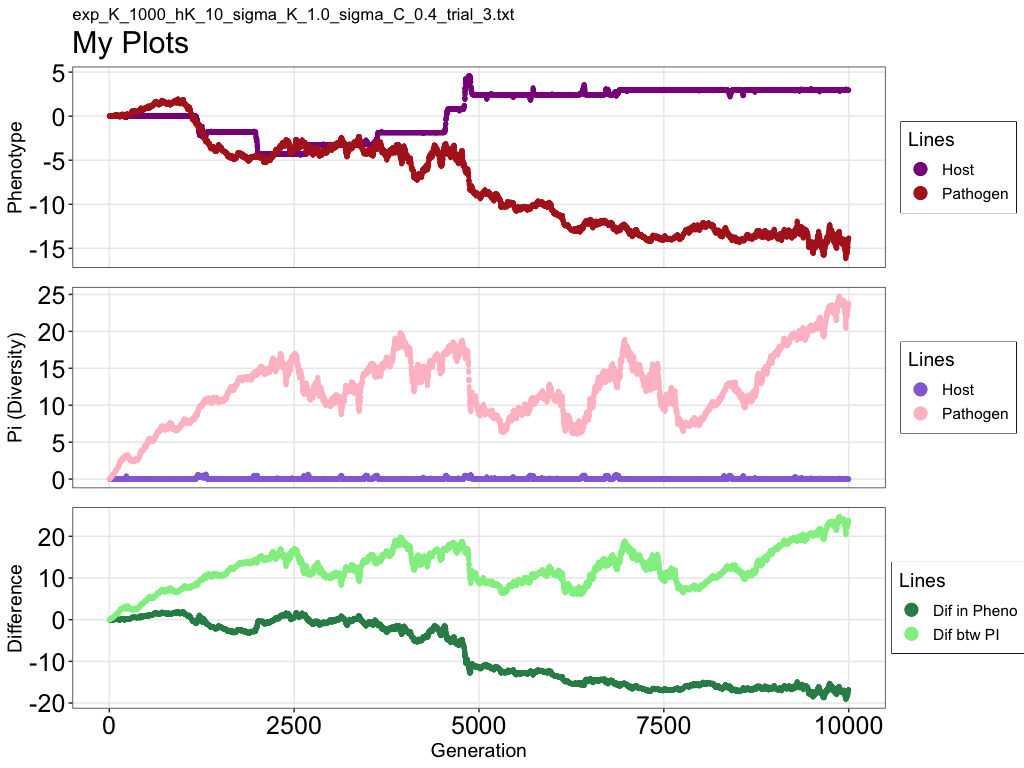 exp_K_1000_hK_10_sigma_K_1.0_sigma_C_0.4_trial_3.txt
My Plots
Phenotype
5
0
-5
-10
-15
Lines
Host
Pathogen
Pi (Diversity)
25
20
15
10
5
0
Lines
Host
Pathogen
Difference
20
10
0
-10
-20
Lines
Dif in Pheno
Dif btw PI
0 2500 5000 7500 10000
Generation